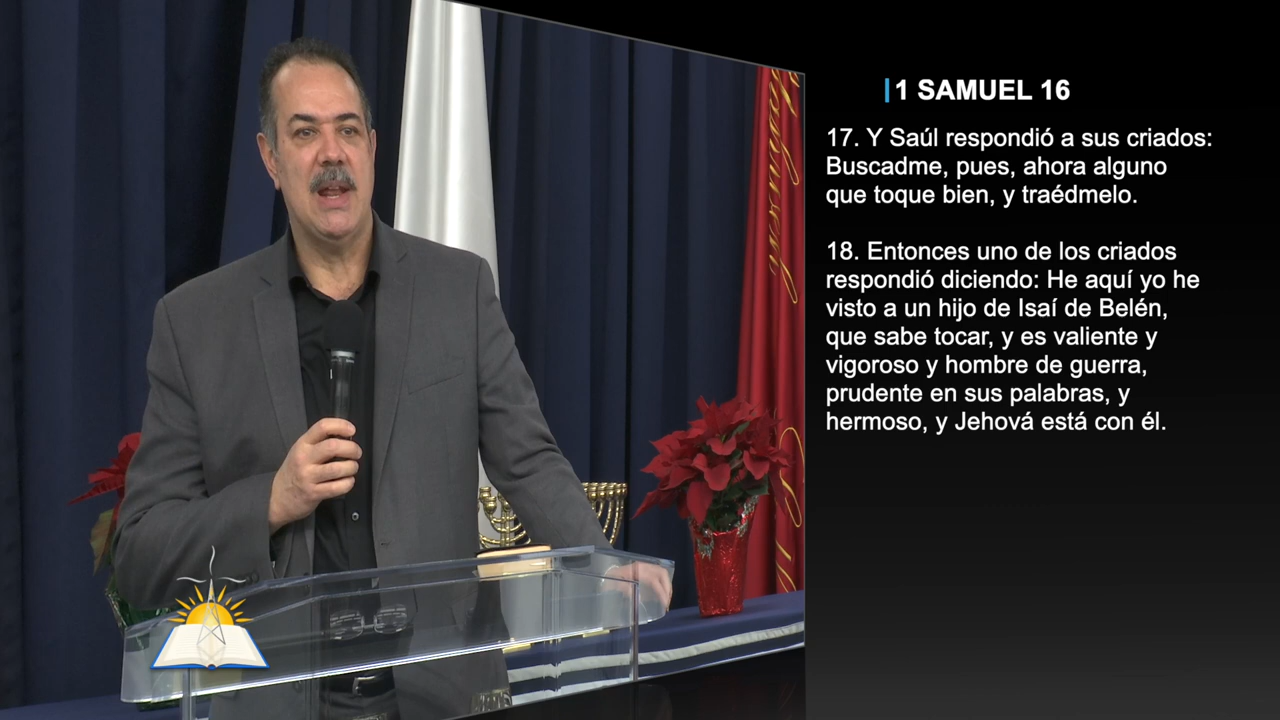 1 SAMUEL 16
17. Y Saúl respondió a sus criados:
Buscadme, pues, ahora alguno
que toque bien, y traédmelo.
18. Entonces uno de los criados
respondió diciendo: He aquí yo he
visto a un hijo de Isaí de Belén,
que sabe tocar, y es valiente y
vigoroso y hombre de guerra,
prudente en sus palabras, y
hermoso, y Jehová está con él.